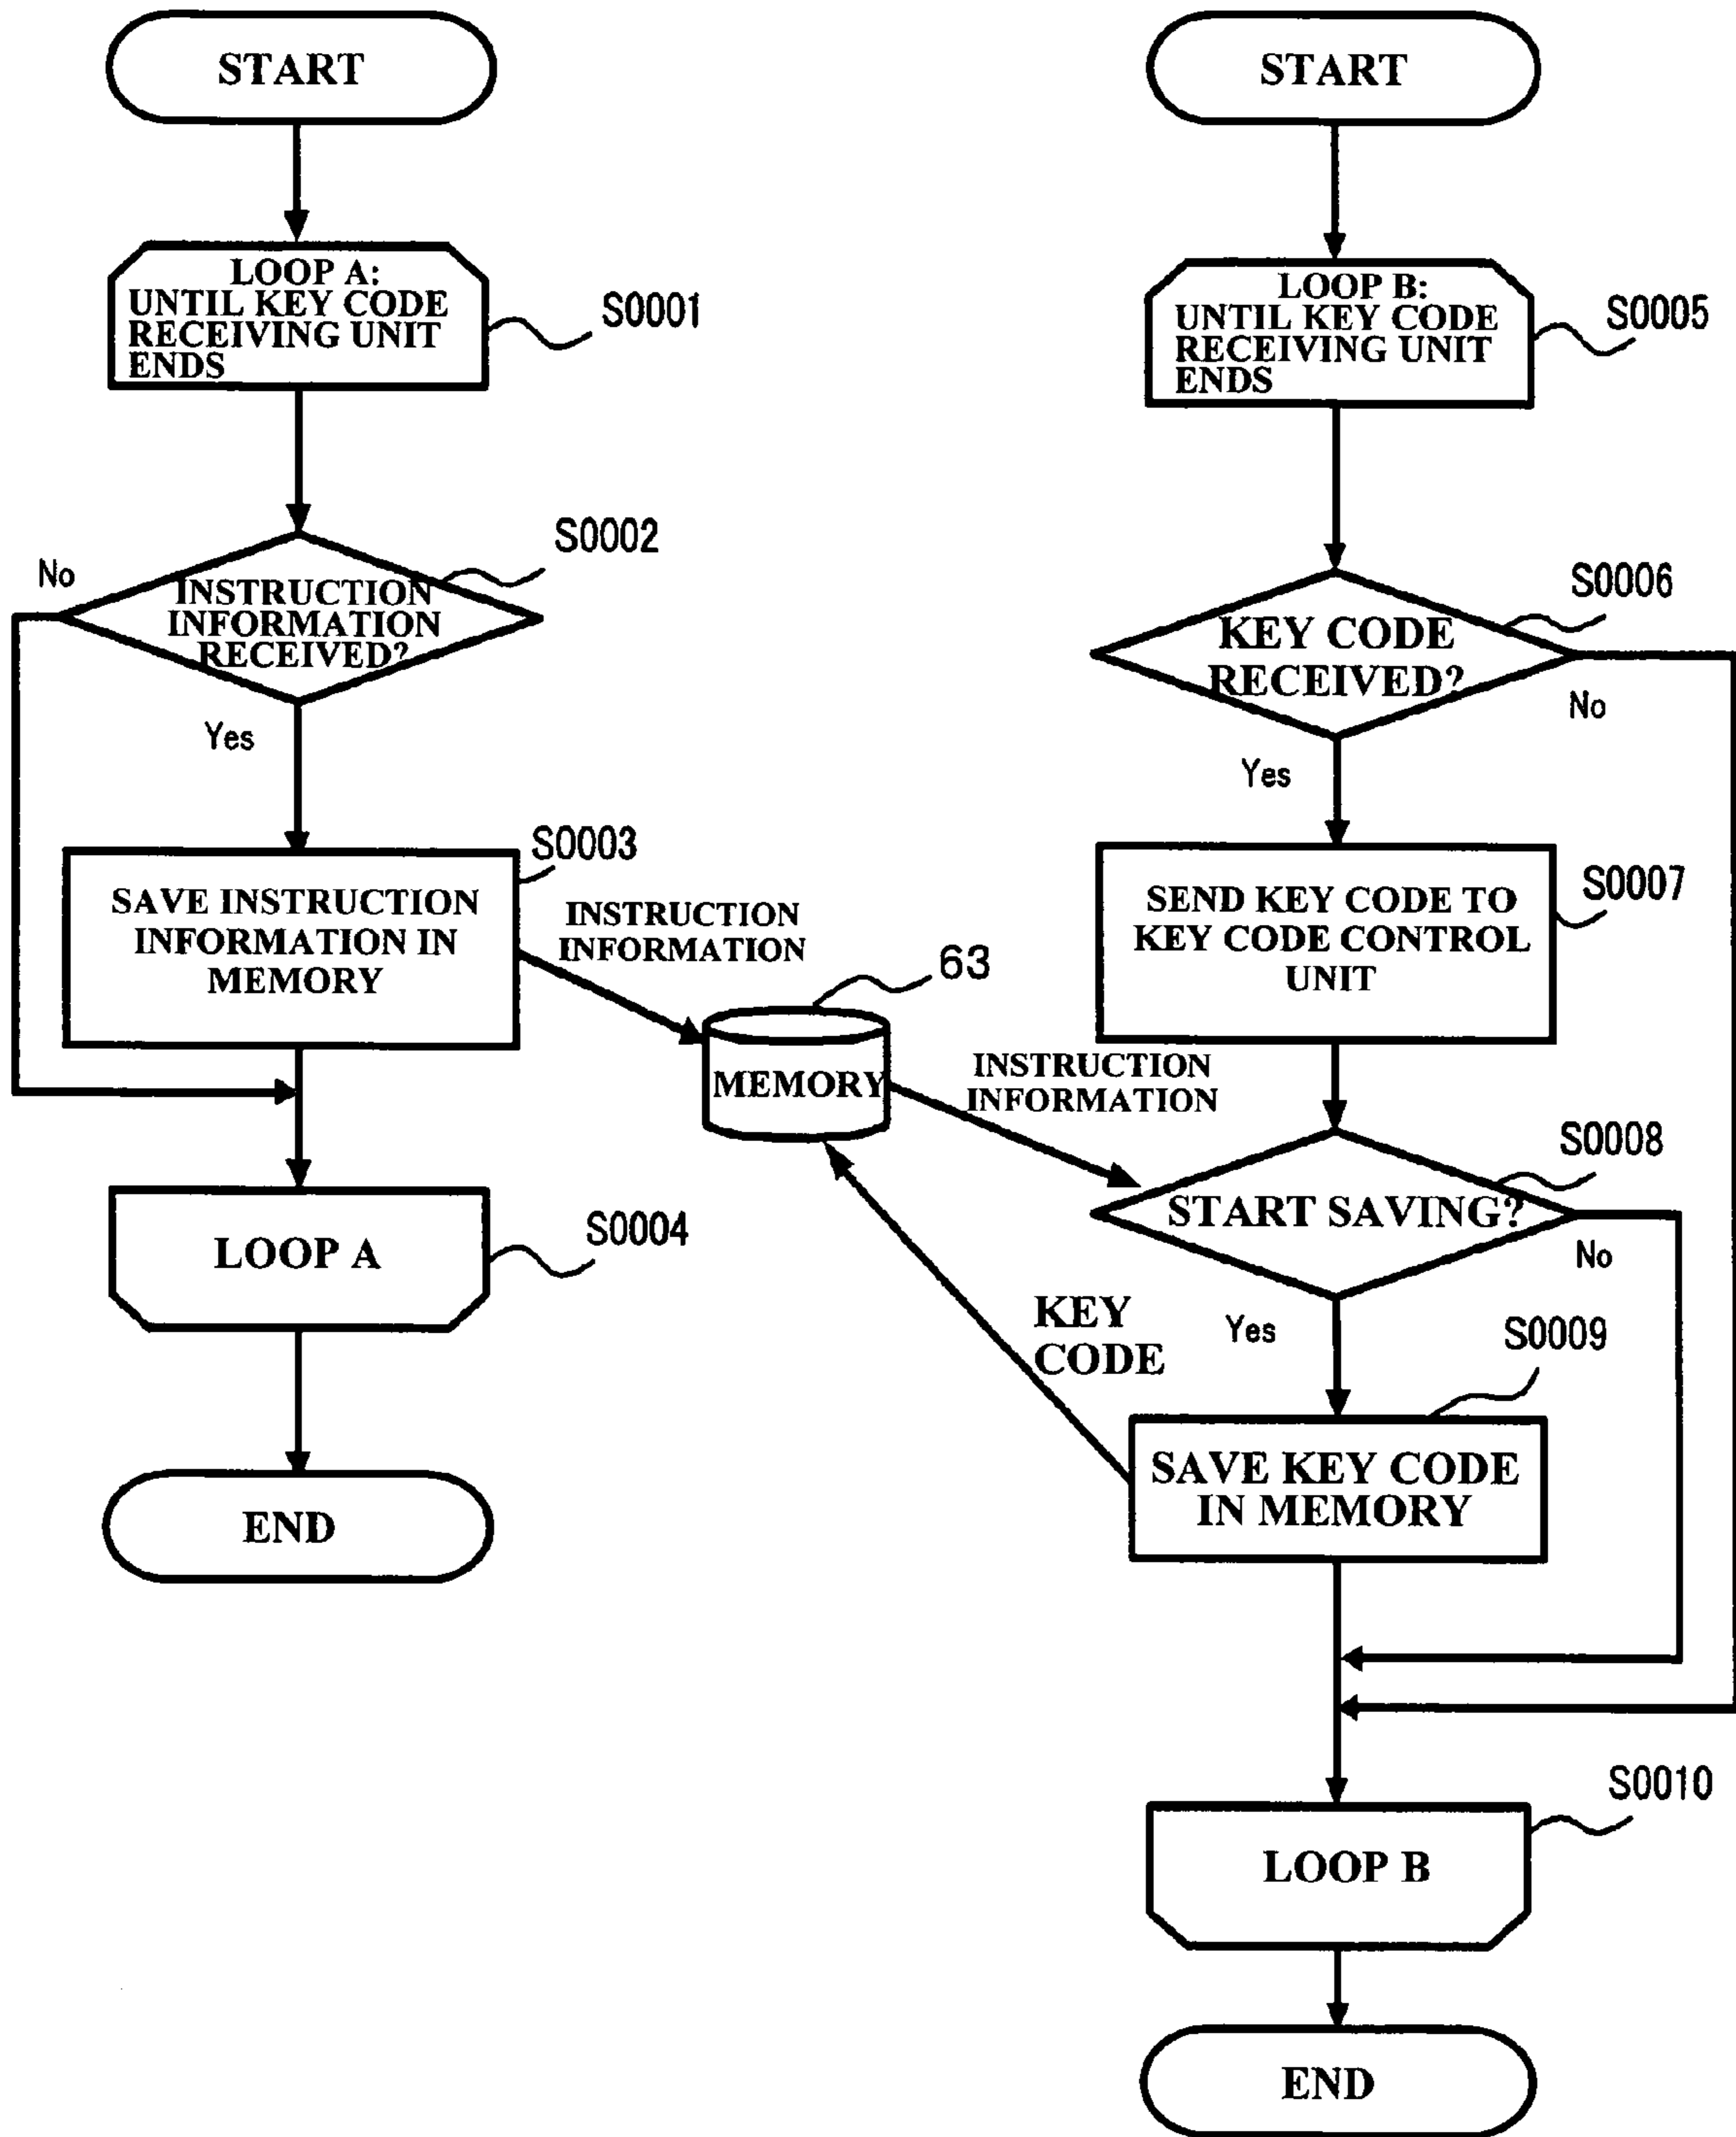 START
LOOP A:
UNTIL KEY CODE
RECEIVING UNIT
ENDS
S0001
S0002
No
INSTRUCTION
INFORMATION
RECEIVED?
Yes
S0003
SAVE INSTRUCTION
INFORMATION IN
MEMORY
INSTRUCTION
INFORMATION
63
MEMORY
INSTRUCTION
INFORMATION
LOOP A
S0004
END
START
LOOP B:
UNTIL KEY CODE
RECEIVING UNIT
ENDS
S0005
S0006
KEY CODE
RECEIVED?
No
Yes
SEND KEY CODE TO
KEY CODE CONTROL
UNIT
S0007
S0008
START SAVING?
No
Yes
KEY
CODE
S0009
SAVE KEY CODE
IN MEMORY
S0010
LOOP B
END